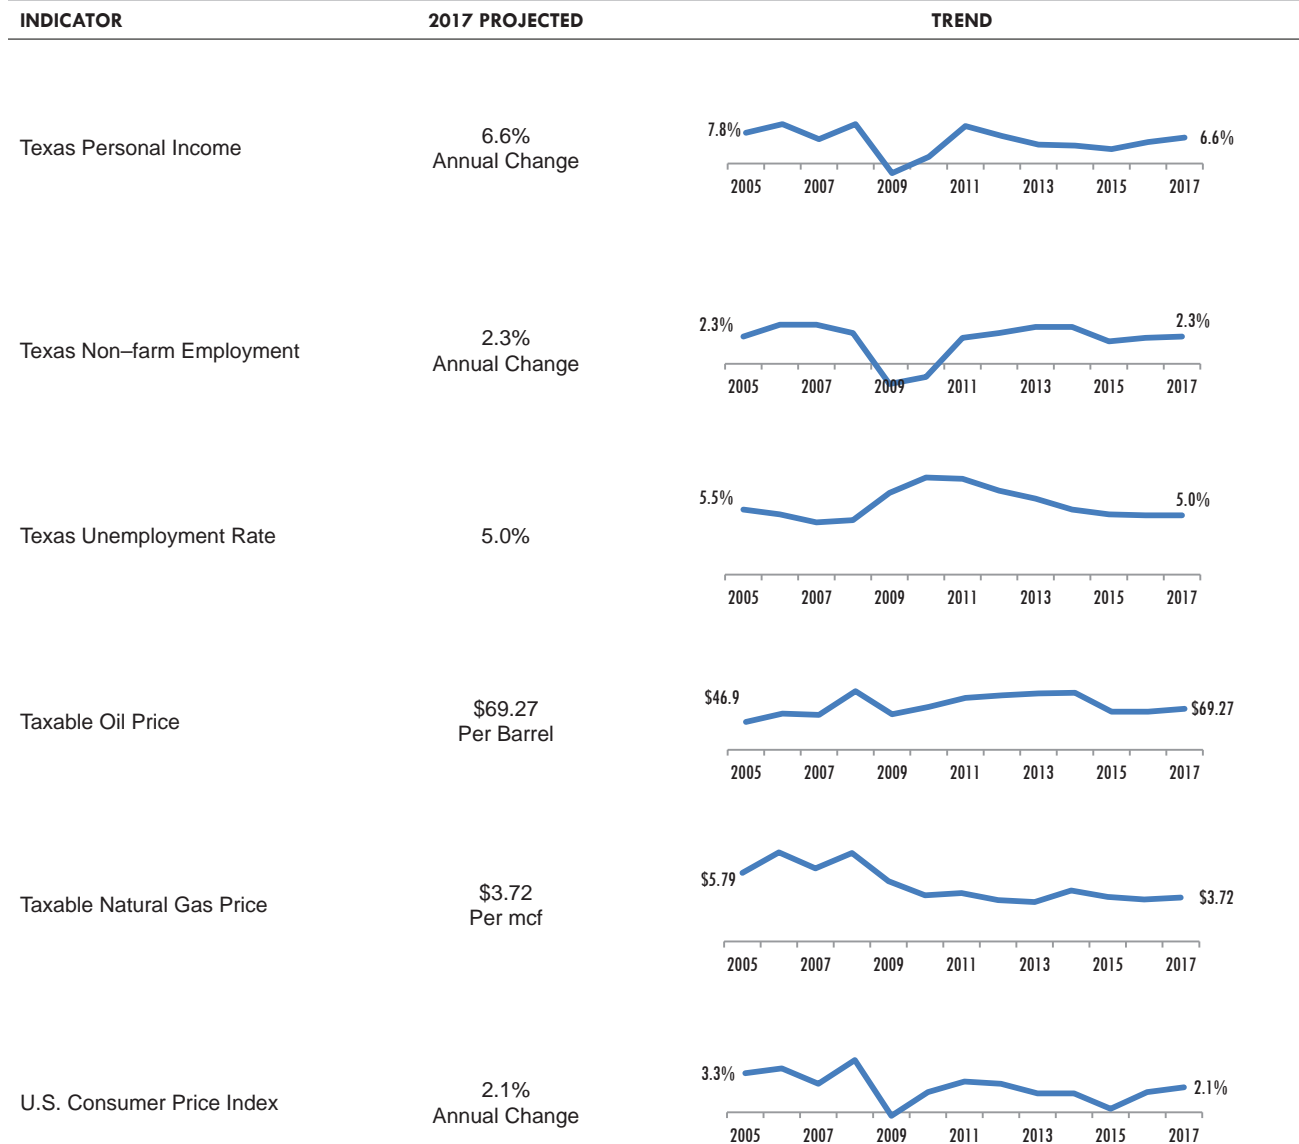 INDICATOR 2017 PROJECTED TREND
Texas Personal Income
6.6%
Annual Change
7.8%
6.6%
2005 2007 2009 2011 2013 2015 2017
Texas Non–farm Employment
2.3%
Annual Change
2.3%
2.3%
2005 2007 2009 2011 2013 2015 2017
Texas Unemployment Rate
5.0%
5.5%
5.0%
2005 2007 2009 2011 2013 2015 2017
Taxable Oil Price
$69.27
Per Barrel
$46.9
$69.27
2005 2007 2009 2011 2013 2015 2017
Taxable Natural Gas Price
$3.72
Per mcf
$5.79
$3.72
2005 2007 2009 2011 2013 2015 2017
U.S. Consumer Price Index
2.1%
Annual Change
3.3%
2.1%
2005 2007 2009 2011 2013 2015 2017